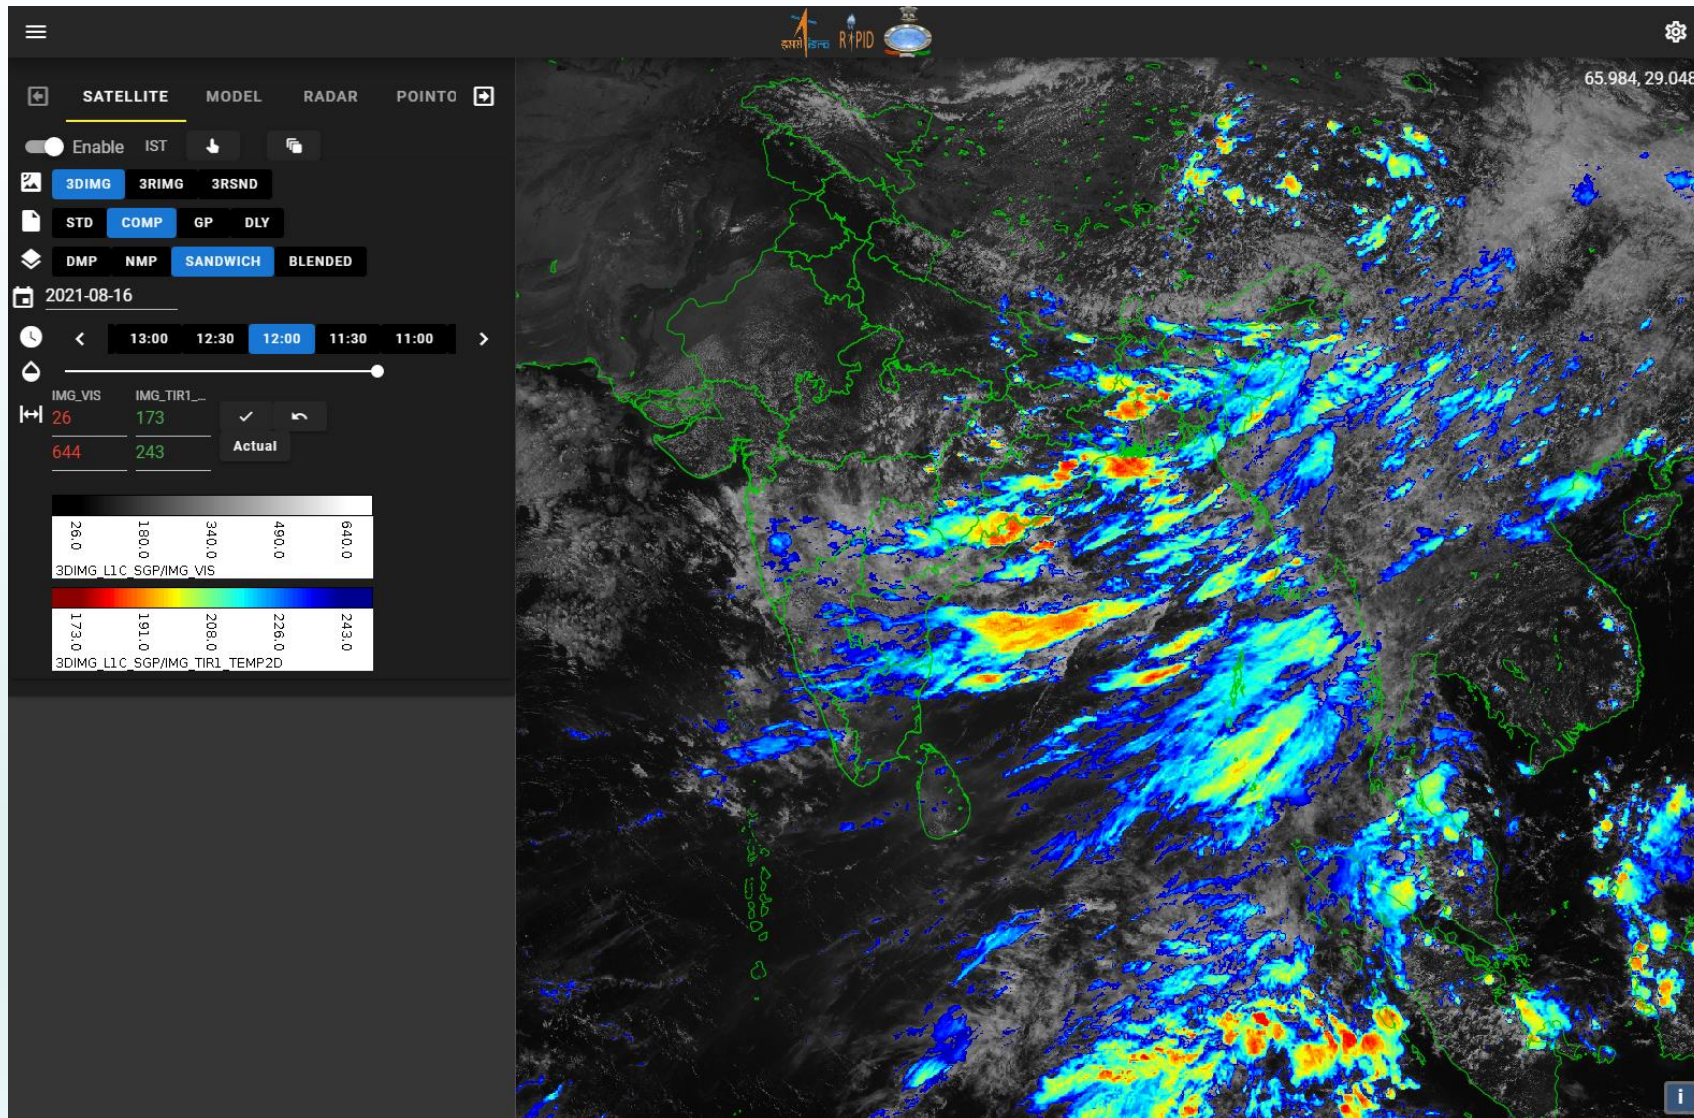 इसरो isro RAPID
65.984, 29.048
SATELLITE MODEL RADAR POINTO
Enable IST
3DIMG 3RIMG 3RSND
STD COMP GP DLY
DMP NMP SANDWICH BLENDED
2021-08-16
13:00 12:30 12:00 11:30 11:00
IMG_VIS IMG_TIR1_...
26 173
644 243
Actual
26.0 180.0 340.0 490.0 640.0
3DIMG_L1C_SGP/IMG_VIS
173.0 191.0 208.0 226.0 243.0
3DIMG_L1C_SGP/IMG_TIR1_TEMP2D
i